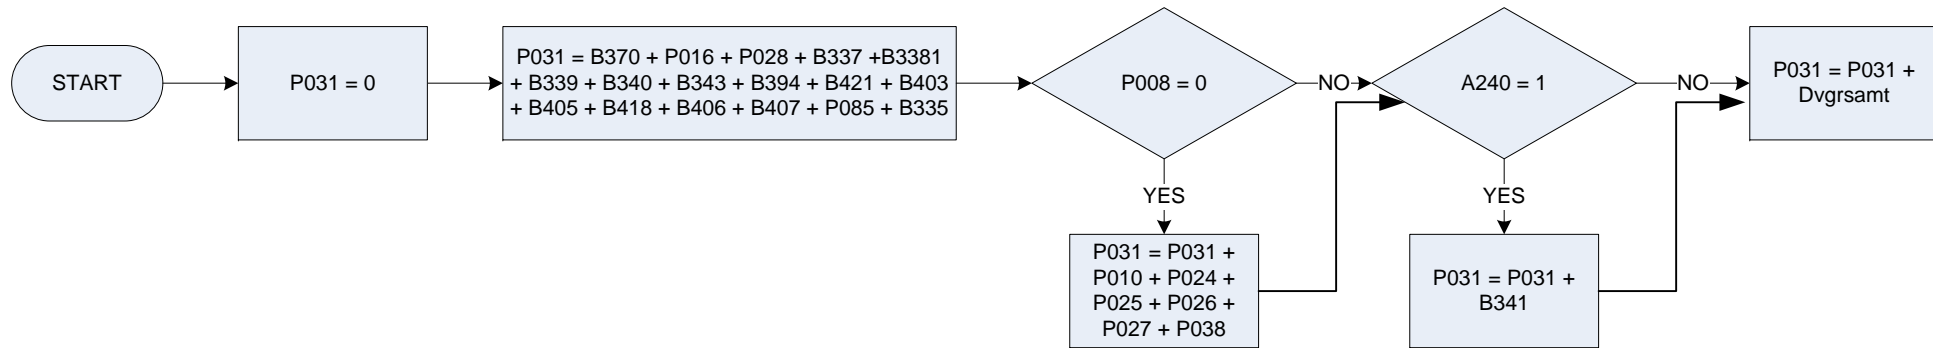 START
P031 = 0
P031 = B370 + P016 + P028 + B337 +B3381
+ B339 + B340 + B343 + B394 + B421 + B403
+ B405 + B418 + B406 + B407 + P085 + B335
P008 = 0
NO
A240 = 1
NO
P031 = P031 +
Dvgrsamt
YES
YES
P031 = P031 +
P010 + P024 +
P025 + P026 +
P027 + P038
P031 = P031 +
B341